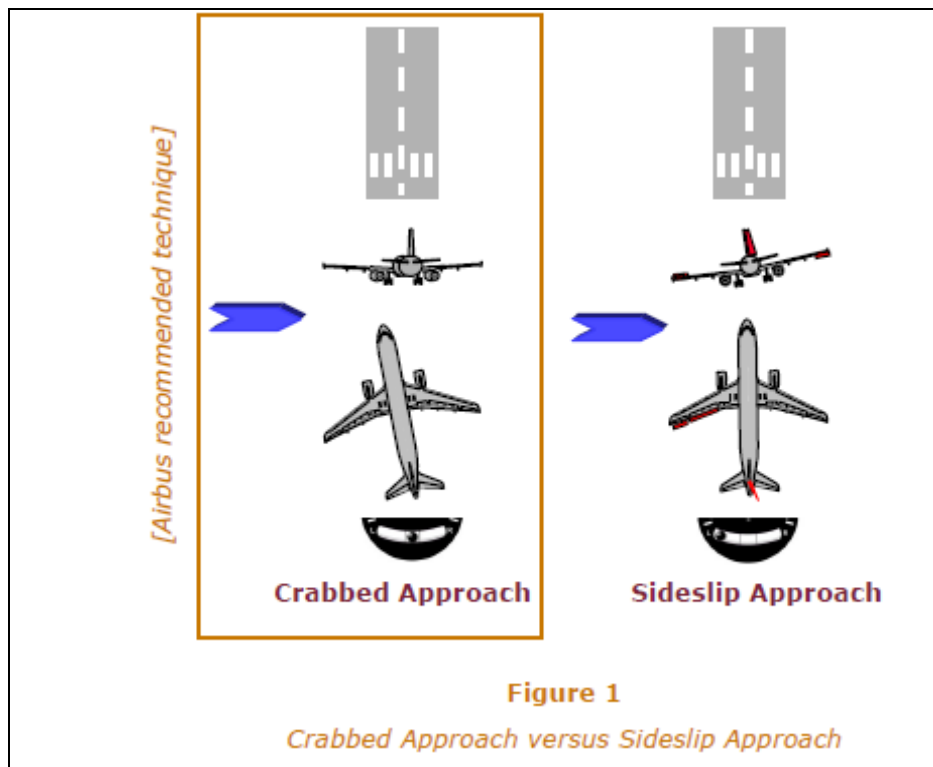 [Airbus recommended technique]
Crabbed Approach
Sideslip Approach
Figure 1
Crabbed Approach versus Sideslip Approach